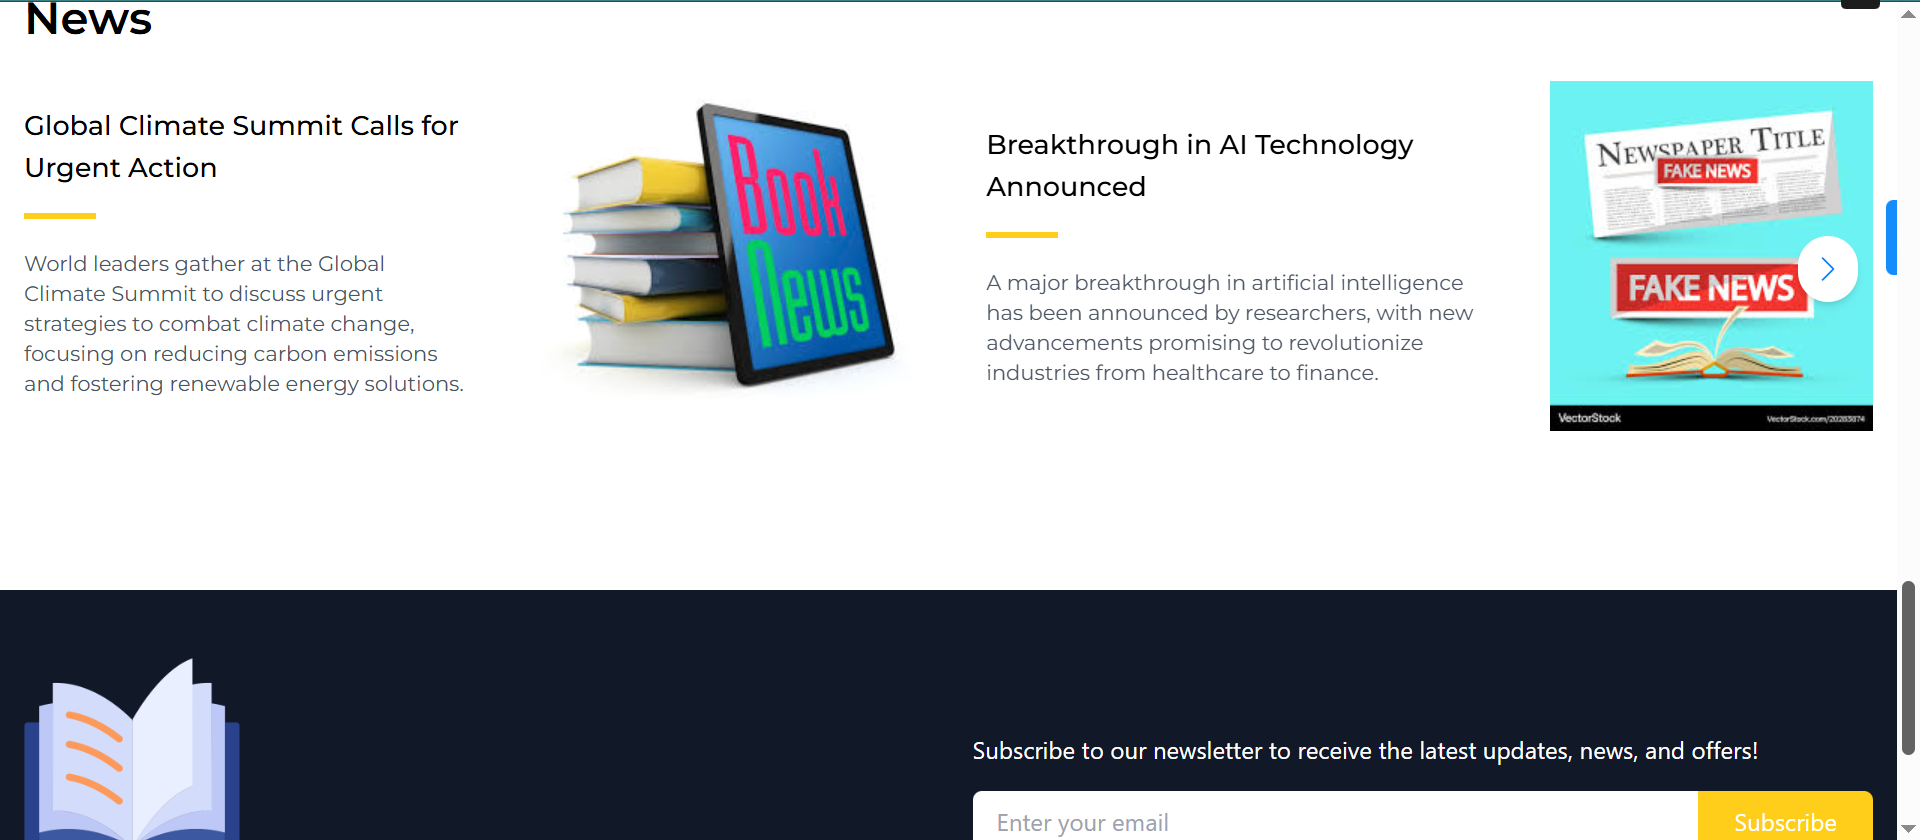 News
Global Climate Summit Calls for
Urgent Action
World leaders gather at the Global
Climate Summit to discuss urgent
strategies to combat climate change,
focusing on reducing carbon emissions
and fostering renewable energy solutions.
Book
News
Breakthrough in AI Technology
Announced
A major breakthrough in artificial intelligence
has been announced by researchers, with new
advancements promising to revolutionize
industries from healthcare to finance.
NEWSPAPER TITLE
FAKE NEWS
FAKE NEWS
VectorStock
VectorStock.com/20283874
Subscribe to our newsletter to receive the latest updates, news, and offers!
Enter your email
Subscribe